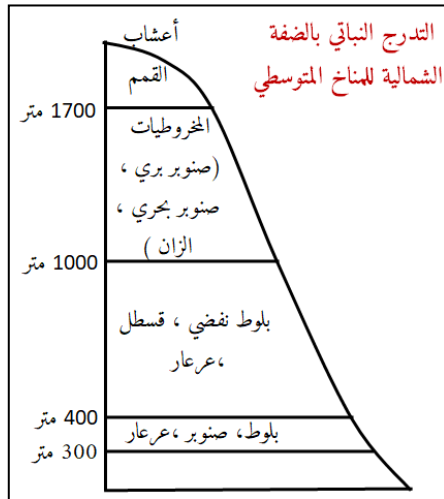 التدرج النباتي بالضفة
الشمالية للمناخ المتوسطي
أعشاب
القمم
1700 متر
المخروطيات
(صنوبر بري ،
صنوبر بحري ،
الزان )
1000 متر
بلوط نفضي ، قسطل
،عرعار
400 متر
بلوط، صنوبر ،عرعار
300 متر